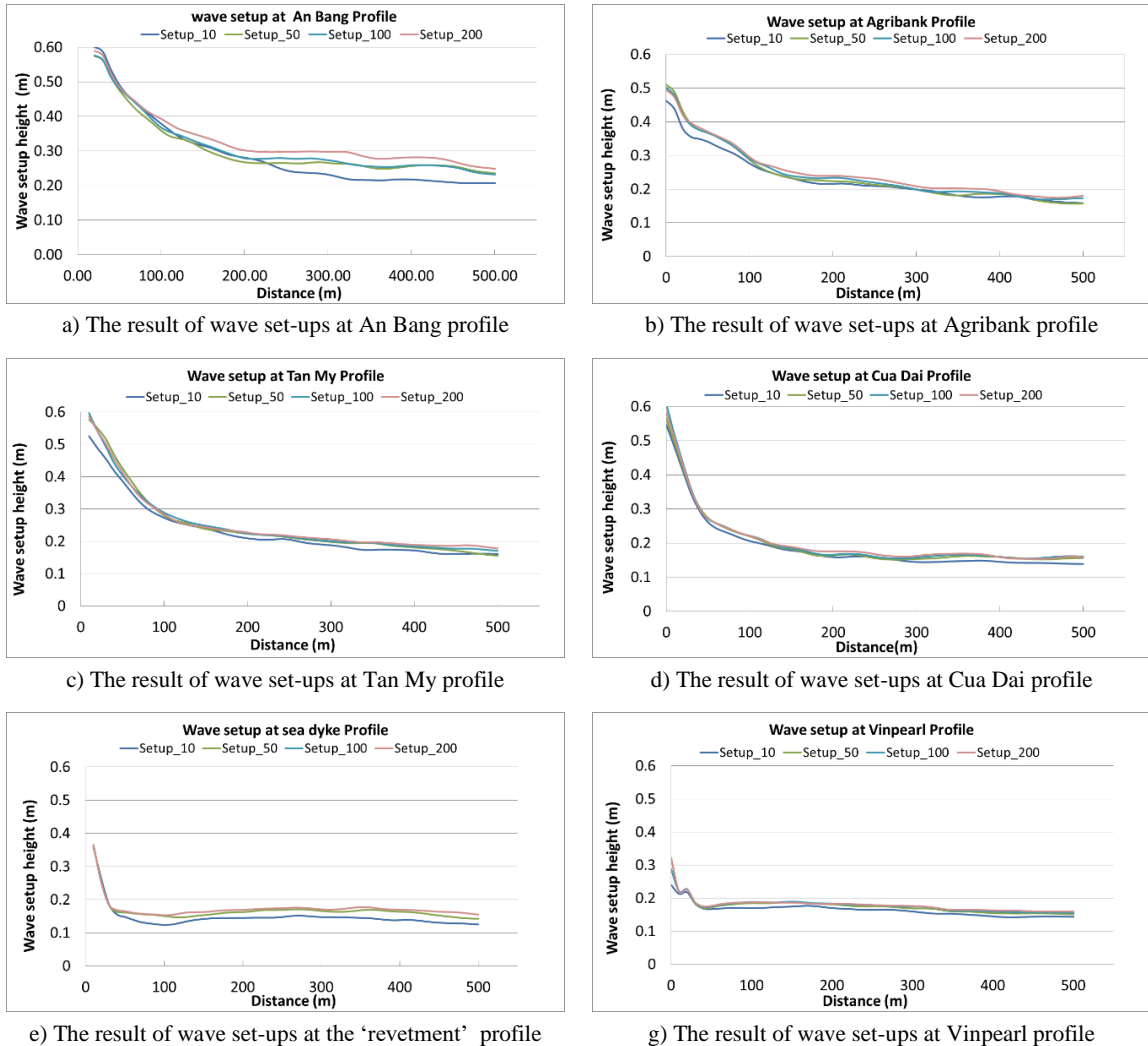 wave setup at An Bang Profile
Setup_10 Setup_50 Setup_100 Setup_200
Wave setup height (m)
0.60
0.50
0.40
0.30
0.20
0.10
0.00
0.00 100.00 200.00 300.00 400.00 500.00
Distance (m)
a) The result of wave set-ups at An Bang profile
Wave setup at Agribank Profile
Setup_10 Setup_50 Setup_100 Setup_200
Wave setup height (m)
0.6
0.5
0.4
0.3
0.2
0.1
0
0 100 200 300 400 500
Distance (m)
b) The result of wave set-ups at Agribank profile
Wave setup at Tan My Profile
Setup_10 Setup_50 Setup_100 Setup_200
Wave setup height (m)
0.6
0.5
0.4
0.3
0.2
0.1
0
0 100 200 300 400 500
Distance (m)
c) The result of wave set-ups at Tan My profile
Wave setup at Cua Dai Profile
Setup_10 Setup_50 Setup_100 Setup_200
Wave setup height (m)
0.6
0.5
0.4
0.3
0.2
0.1
0
0 100 200 300 400 500
Distance(m)
d) The result of wave set-ups at Cua Dai profile
Wave setup at sea dyke Profile
Setup_10 Setup_50 Setup_100 Setup_200
Wave setup height (m)
0.6
0.5
0.4
0.3
0.2
0.1
0
0 100 200 300 400 500
Distance (m)
e) The result of wave set-ups at the ‘revetment’ profile
Wave setup at Vinpearl Profile
Setup_10 Setup_50 Setup_100 Setup_200
Wave setup height (m)
0.6
0.5
0.4
0.3
0.2
0.1
0
0 100 200 300 400 500
Distance (m)
g) The result of wave set-ups at Vinpearl profile